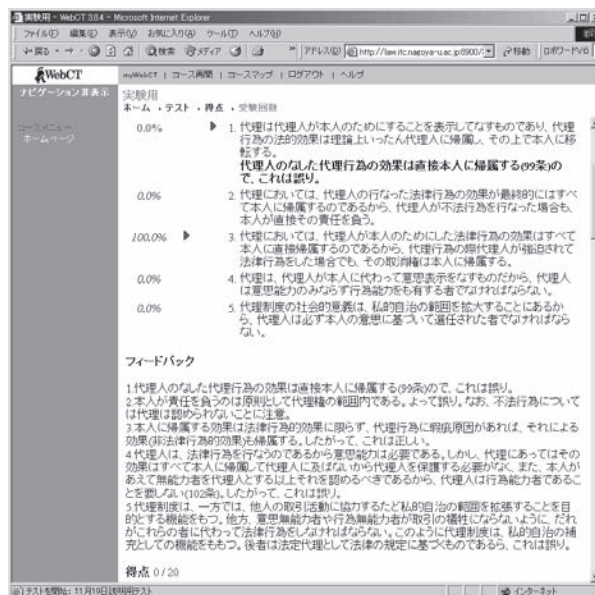 実験用 - WebCT 3.8.4 - Microsoft Internet Explorer
ファイル(F) 編集(E) 表示(V) お気に入り(A) ツール(T) ヘルプ(H)
戻る 検索 メディア アドレス(D) http://law.itc.nagoya-u.ac.jp:8900/ 移動
WebCT
myWebCT | コース再開 | コースマップ | ログアウト | ヘルプ
ナビゲーション非表示
実験用
ホーム ・テスト ・得点 ・受験回数
コースメニュー
ホームページ
0.0% 1. 代理は代理人が本人のためにすることを表示してなすものであり、代理
行為の法的効果は理論上いったん代理人に帰属し、その上で本人に移
転する。
代理人のなした代理行為の効果は直接本人に帰属する(99条)の
で、これは誤り。
0.0% 2. 代理においては、代理人の行なった法律行為の効果が最終的にはすべ
て本人に帰属するのであるから、代理人が不法行為を行なった場合も、
本人が直接その責任を負う。
100.0% 3. 代理においては、代理人が本人のためにした法律行為の効果はすべて
本人に直接帰属するのであるから、代理行為の際代理人が強迫されて
法律行為をした場合でも、その取消権は本人に帰属する。
0.0% 4. 代理は、代理人が本人に代わって意思表示をなすものだから、代理人
は意思能力のみならず行為能力をも有する者でなければならない。
0.0% 5. 代理制度の社会的意義は、私的自治の範囲を拡大することにあるか
ら、代理人は必ず本人の意思に基づいて選任された者でなければなら
ない。
フィードバック
1.代理人のなした代理行為の効果は直接本人に帰属する(99条)ので、これは誤り。
2.本人が責任を負うのは原則として代理権の範囲内である。よって誤り。なお、不法行為について
は代理は認められないことに注意。
3.本人に帰属する効果は法律行為的効果に限らず、代理行為に瑕疵原因があれば、それによる
効果(非法律行為的効果)も帰属する。したがって、これは正しい。
4.代理人は、法律行為を行なうのであるから意思能力は必要である。しかし、代理にあってはその
効果はすべて本人に帰属して代理人に及ばないから代理人を保護する必要がなく、また、本人が
あえて無能力者を代理人とする以上それを認めるべきであるから、代理人は行為能力者であるこ
とを要しない(102条)。したがって、これは誤り。
5.代理制度は、一方では、他人の取引活動に協力するなど私的自治の範囲を拡張することを目
的とする機能をもつ。他方、意思無能力者や行為無能力者が取引の犠牲にならないように、だれ
かがこれらの者に代わって法律行為をしなければならない。このように代理制度は、私的自治の補
充としての機能をももつ。後者は法定代理として法律の規定に基づくものであるら、これは誤り。
得点 0 / 20
テストを開始: 11月19日説明用テスト インターネット